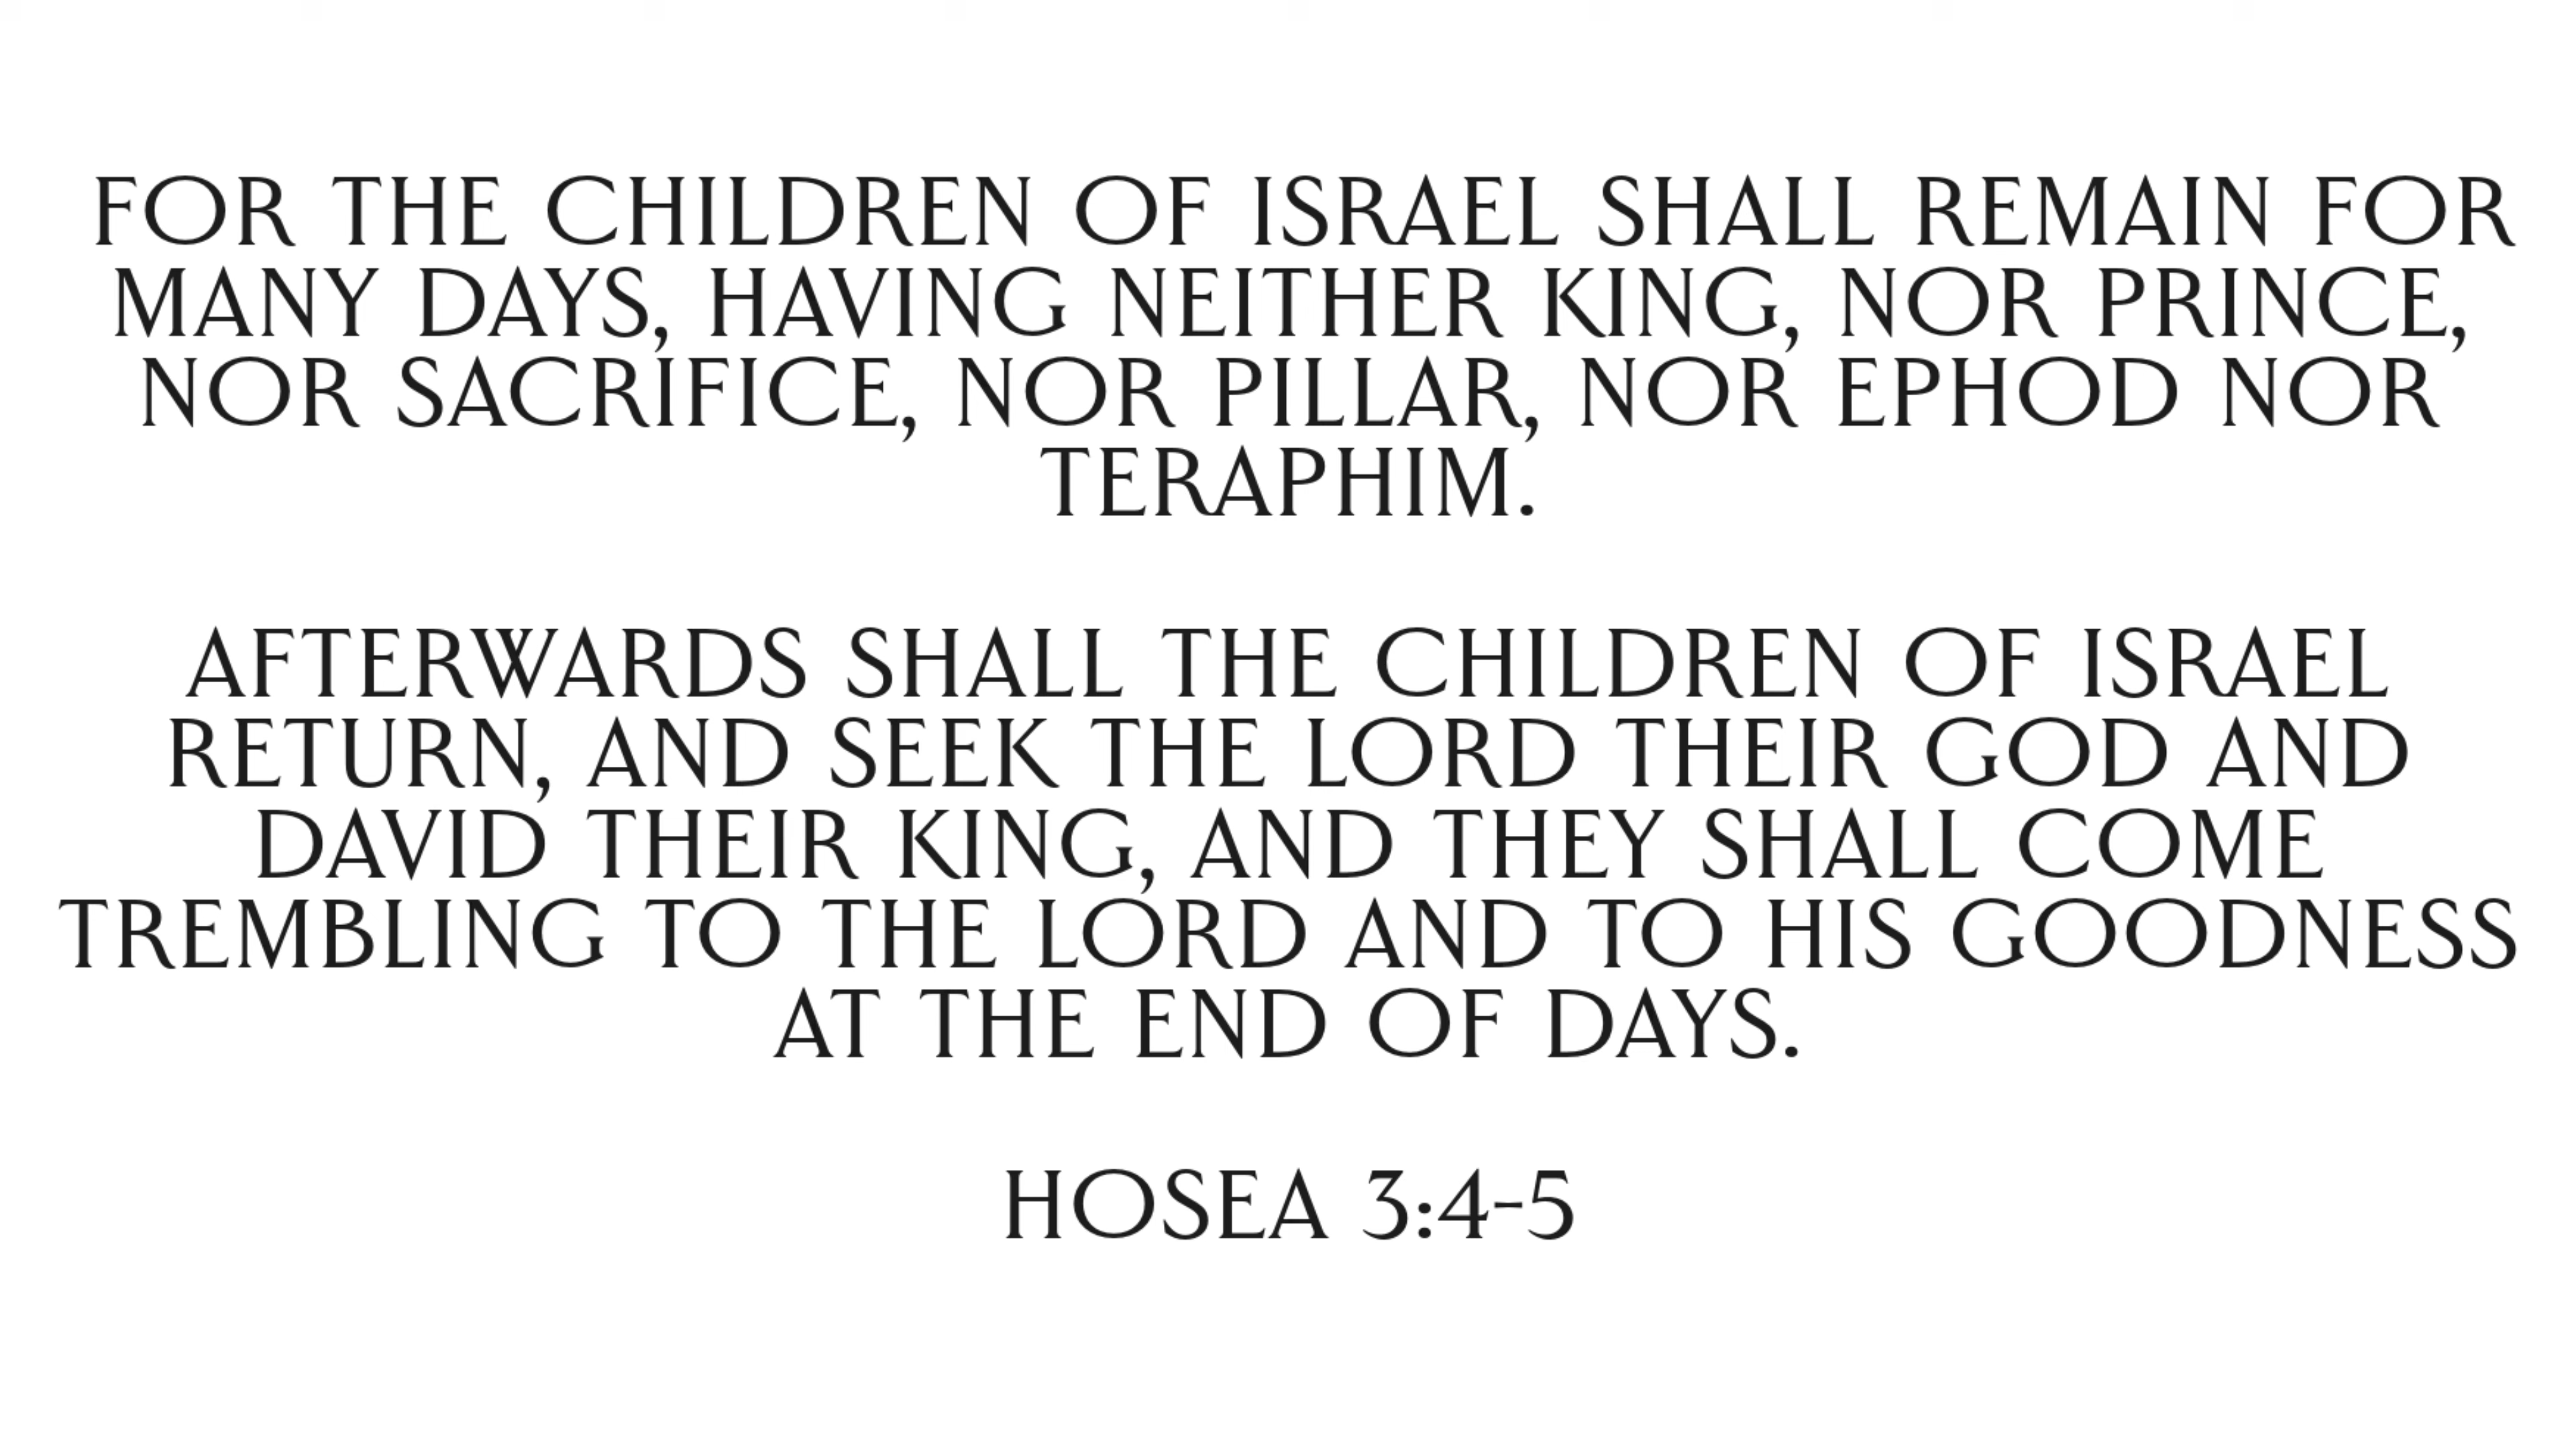 FOR THE CHILDREN OF ISRAEL SHALL REMAIN FOR
MANY DAYS, HAVING NEITHER KING, NOR PRINCE,
NOR SACRIFICE, NOR PILLAR, NOR EPHOD NOR
TERAPHIM.
AFTERWARDS SHALL THE CHILDREN OF ISRAEL
RETURN, AND SEEK THE LORD THEIR GOD AND
DAVID THEIR KING, AND THEY SHALL COME
TREMBLING TO THE LORD AND TO HIS GOODNESS
AT THE END OF DAYS.
HOSEA 3:4-5